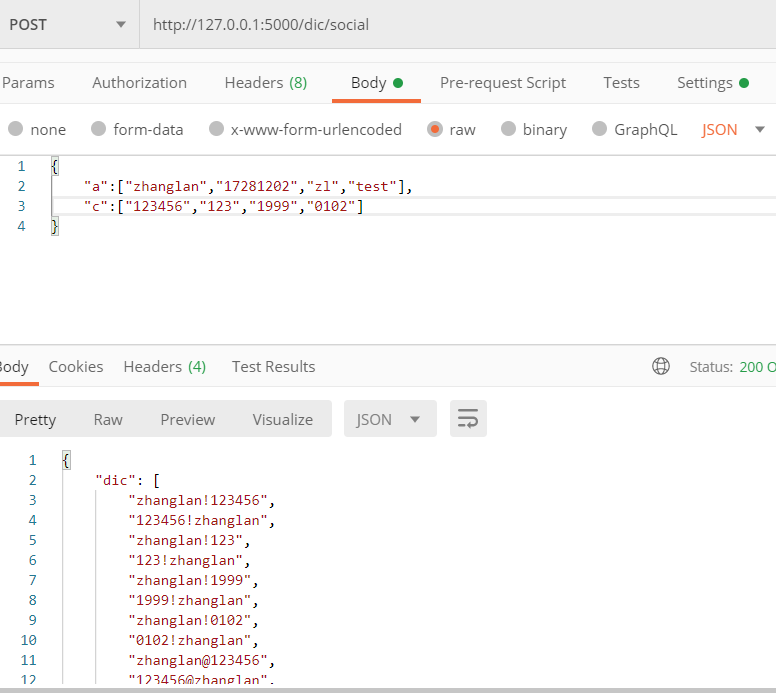 POST http://127.0.0.1:5000/dic/social
Params Authorization Headers (8) Body Pre-request Script Tests Settings
none form-data x-www-form-urlencoded raw binary GraphQL JSON
1 {
2 "a":["zhanglan","17281202","zl","test"],
3 "c":["123456","123","1999","0102"]
4 }
Body Cookies Headers (4) Test Results Status: 200 O
Pretty Raw Preview Visualize JSON
1 {
2 "dic": [
3 "zhanglan!123456",
4 "123456!zhanglan",
5 "zhanglan!123",
6 "123!zhanglan",
7 "zhanglan!1999",
8 "1999!zhanglan",
9 "zhanglan!0102",
10 "0102!zhanglan",
11 "zhanglan@123456",
12 "123456@zhanglan",